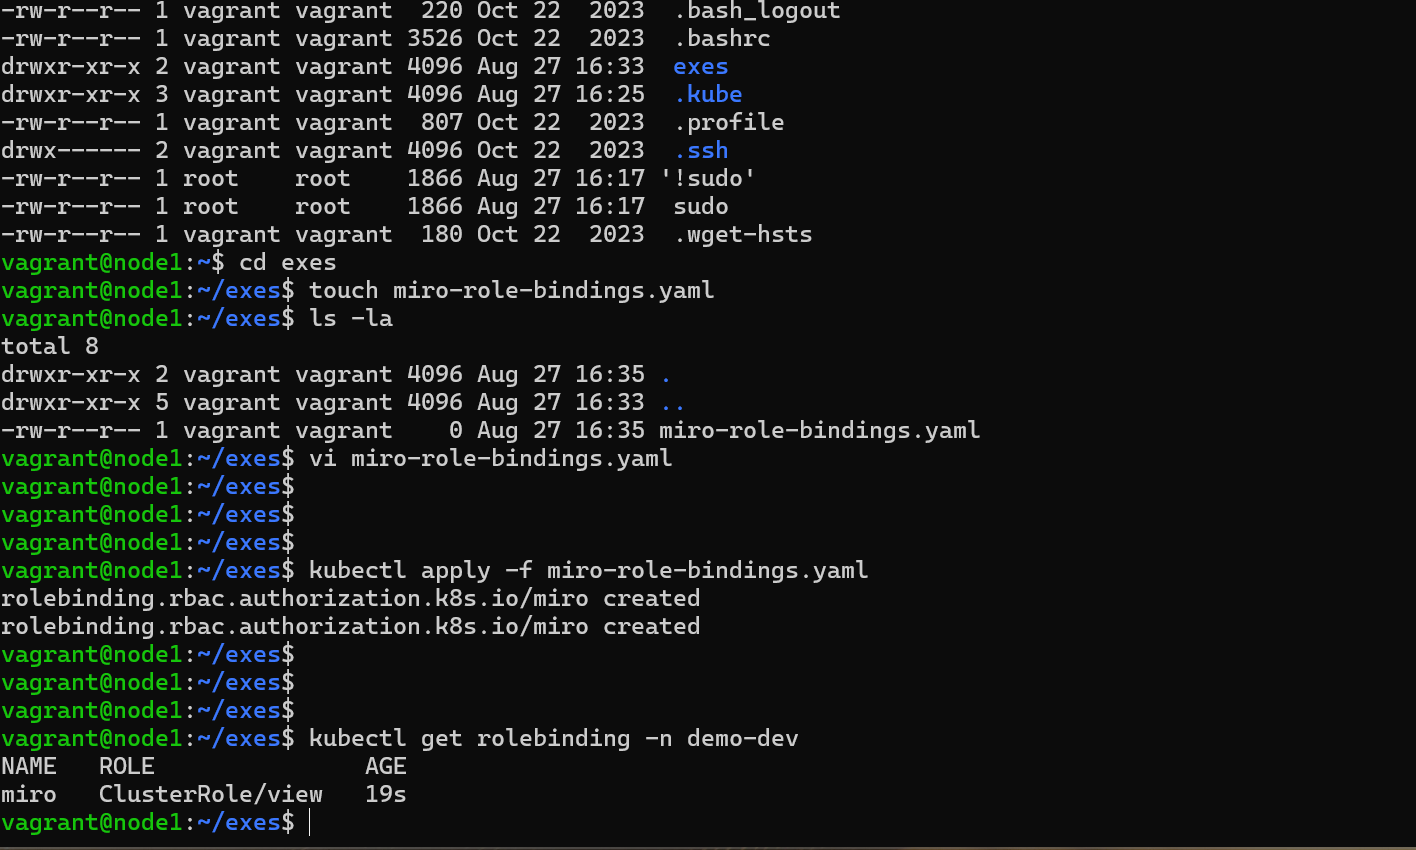 -rw-r--r-- 1 vagrant vagrant  220 Oct 22  2023  .bash_logout
-rw-r--r-- 1 vagrant vagrant 3526 Oct 22  2023  .bashrc
drwxr-xr-x 2 vagrant vagrant 4096 Aug 27 16:33  exes
drwxr-xr-x 3 vagrant vagrant 4096 Aug 27 16:25  .kube
-rw-r--r-- 1 vagrant vagrant  807 Oct 22  2023  .profile
drwx------ 2 vagrant vagrant 4096 Oct 22  2023  .ssh
-rw-r--r-- 1 root    root    1866 Aug 27 16:17 '!sudo'
-rw-r--r-- 1 root    root    1866 Aug 27 16:17  sudo
-rw-r--r-- 1 vagrant vagrant  180 Oct 22  2023  .wget-hsts
vagrant@node1:~$ cd exes
vagrant@node1:~/exes$ touch miro-role-bindings.yaml
vagrant@node1:~/exes$ ls -la
total 8
drwxr-xr-x 2 vagrant vagrant 4096 Aug 27 16:35 .
drwxr-xr-x 5 vagrant vagrant 4096 Aug 27 16:33 ..
-rw-r--r-- 1 vagrant vagrant    0 Aug 27 16:35 miro-role-bindings.yaml
vagrant@node1:~/exes$ vi miro-role-bindings.yaml
vagrant@node1:~/exes$
vagrant@node1:~/exes$
vagrant@node1:~/exes$
vagrant@node1:~/exes$ kubectl apply -f miro-role-bindings.yaml
rolebinding.rbac.authorization.k8s.io/miro created
rolebinding.rbac.authorization.k8s.io/miro created
vagrant@node1:~/exes$
vagrant@node1:~/exes$
vagrant@node1:~/exes$
vagrant@node1:~/exes$ kubectl get rolebinding -n demo-dev
NAME   ROLE               AGE
miro   ClusterRole/view   19s
vagrant@node1:~/exes$